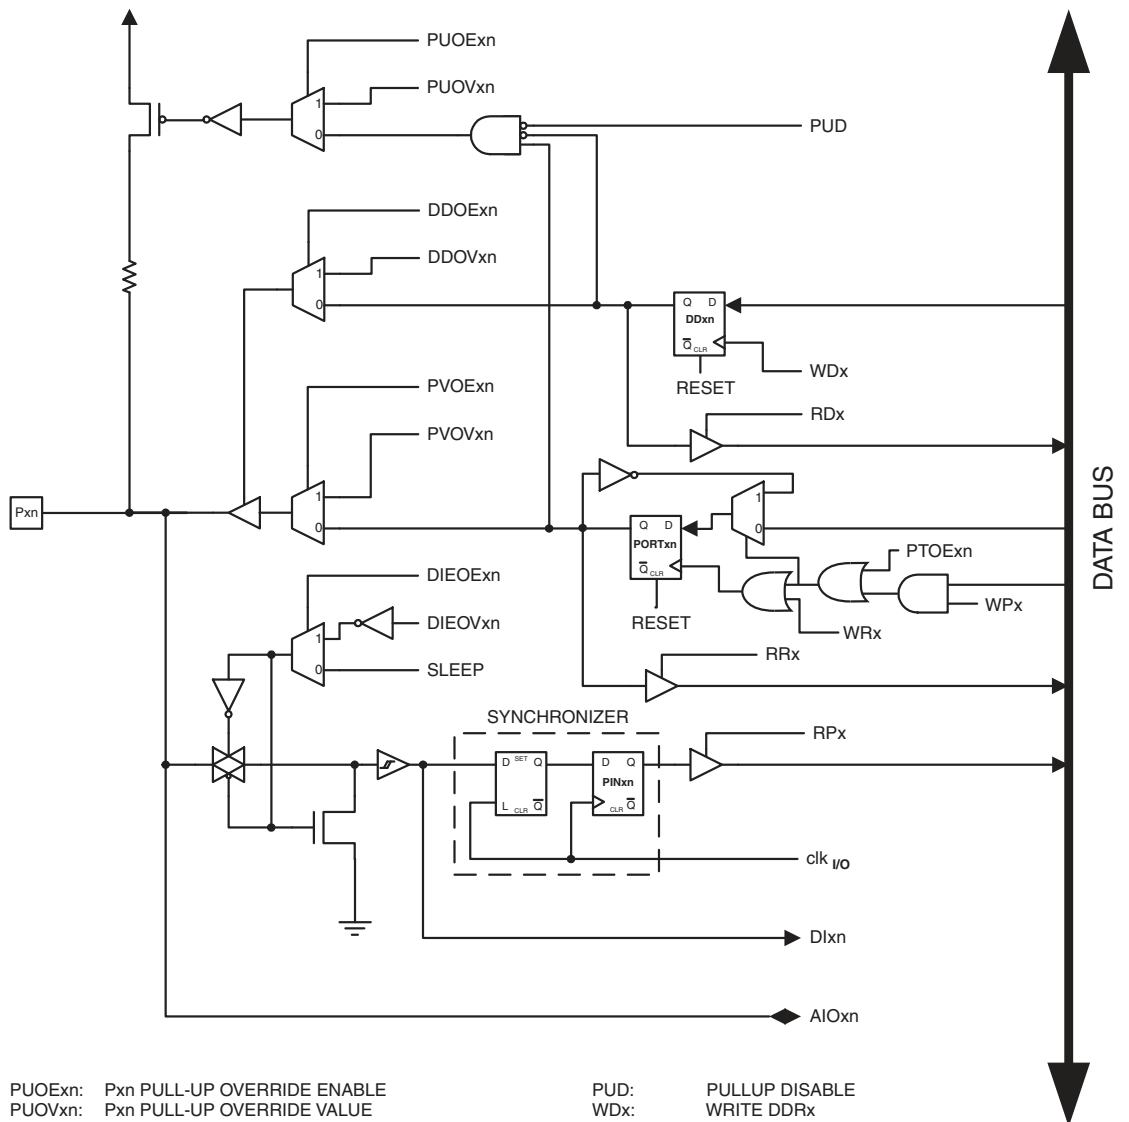 PUOExn
PUOVxn
1
0
PUD
DDOExn
DDOVxn
1
0
Q D
DDxn
Q CLR
RESET
WDx
PVOExn
RDx
PVOVxn
1
0
Pxn
1
0
Q D
PORTxn
Q CLR
RESET
PTOExn
WPx
WRx
DATA BUS
DIEOExn
DIEOVxn
1
0
SLEEP
RRx
SYNCHRONIZER
RPx
D SET Q
L CLR Q
D Q
PINxn
CLR Q
clk I/O
DIxn
AIOxn
PUOExn: Pxn PULL-UP OVERRIDE ENABLE
PUOVxn: Pxn PULL-UP OVERRIDE VALUE
PUD: PULLUP DISABLE
WDx: WRITE DDRx